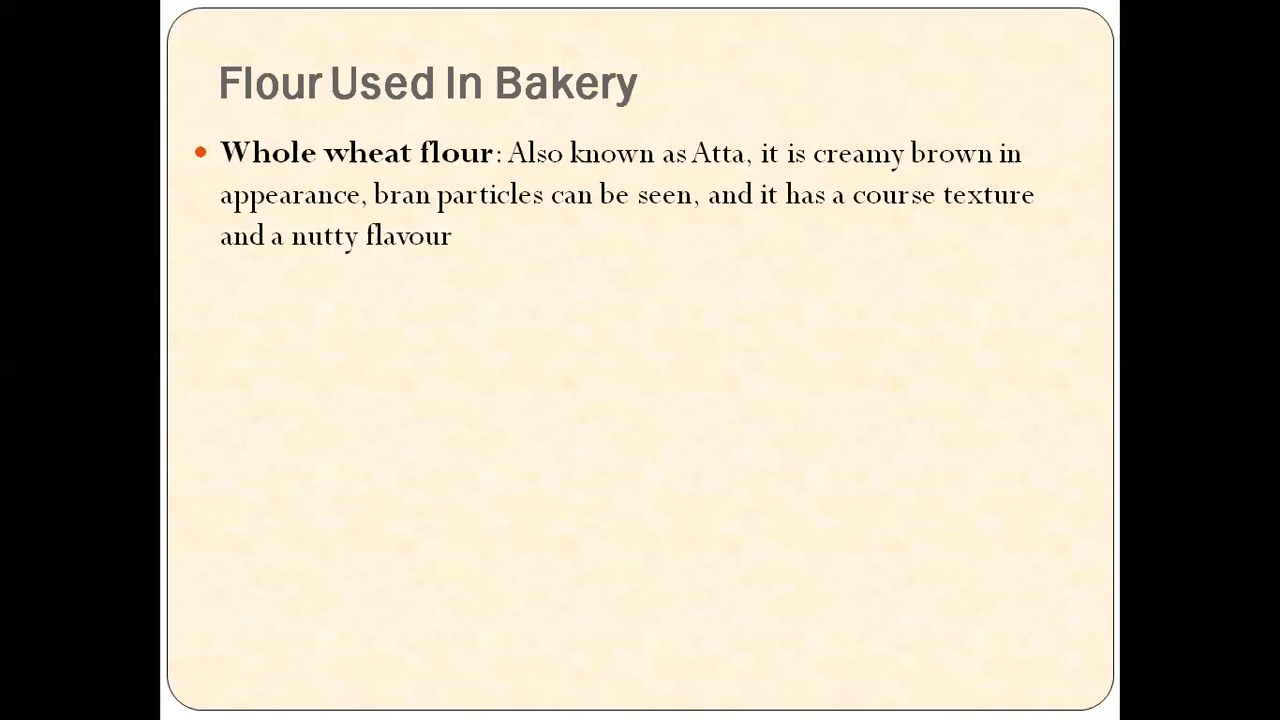 Flour Used In Bakery
• Whole wheat flour: Also known as Atta, it is creamy brown in
appearance, bran particles can be seen, and it has a course texture
and a nutty flavour